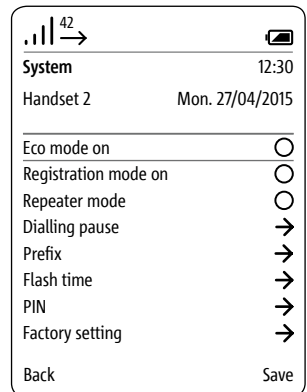 42
System 12:30
Handset 2 Mon. 27/04/2015
Eco mode on
Registration mode on
Repeater mode
Dialling pause
Prefix
Flash time
PIN
Factory setting
Back Save